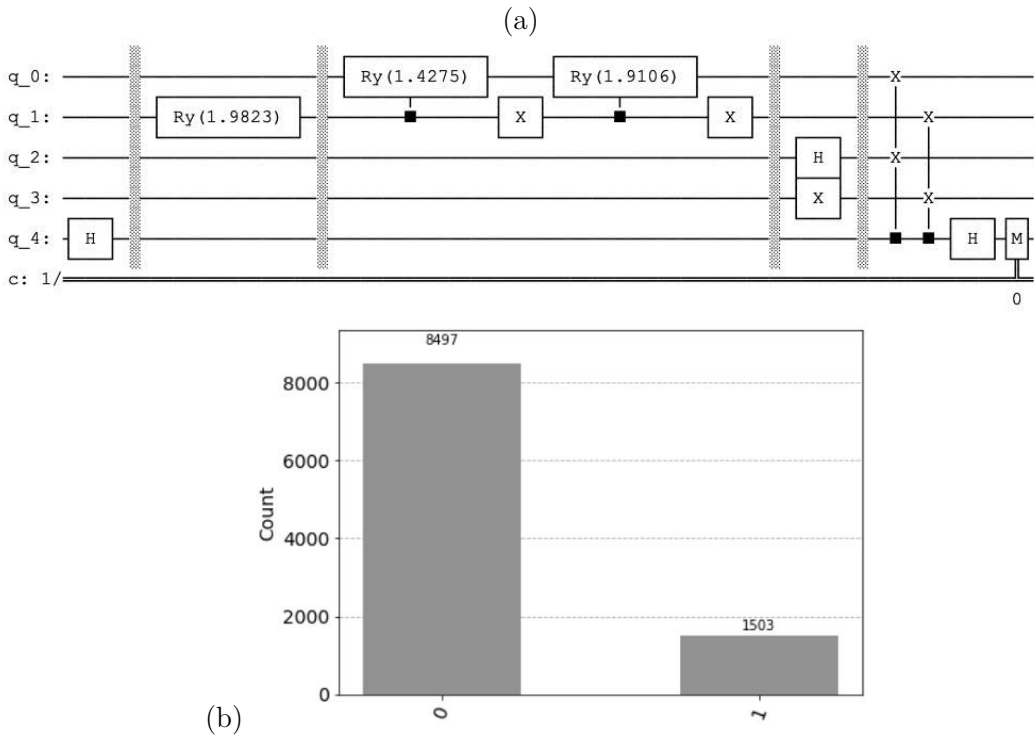 (a)
q_0: Ry(1.4275) Ry(1.9106) X
q_1: Ry(1.9823) X X X
q_2: H X
q_3: X X
q_4: H H M
c: 1/ 0
8497
8000
6000
Count
4000
2000
1503
0
0 1
(b)